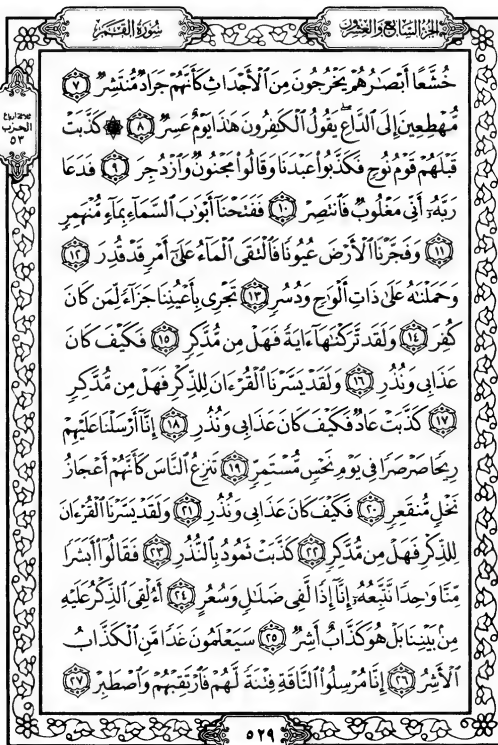 الجزء السابع والعشرون
سورة القمر
خُشَّعًا أَبْصَٰرُهُمْ يَخْرُجُونَ مِنَ ٱلْأَجْدَاثِ كَأَنَّهُمْ جَرَادٌ مُّنتَشِرٌ ٧
مُّهْطِعِينَ إِلَى ٱلدَّاعِ يَقُولُ ٱلْكَٰفِرُونَ هَٰذَا يَوْمٌ عَسِرٌ ٨ ۞ كَذَّبَتْ
قَبْلَهُمْ قَوْمُ نُوحٍ فَكَذَّبُوا۟ عَبْدَنَا وَقَالُوا۟ مَجْنُونٌ وَٱزْدُجِرَ ٩ فَدَعَا
رَبَّهُۥٓ أَنِّى مَغْلُوبٌ فَٱنتَصِرْ ١٠ فَفَتَحْنَآ أَبْوَٰبَ ٱلسَّمَآءِ بِمَآءٍ مُّنْهَمِرٍ
١١ وَفَجَّرْنَا ٱلْأَرْضَ عُيُونًا فَٱلْتَقَى ٱلْمَآءُ عَلَىٰٓ أَمْرٍ قَدْ قُدِرَ ١٢
وَحَمَلْنَٰهُ عَلَىٰ ذَاتِ أَلْوَٰحٍ وَدُسُرٍ ١٣ تَجْرِى بِأَعْيُنِنَا جَزَآءً لِّمَن كَانَ
كُفِرَ ١٤ وَلَقَد تَّرَكْنَٰهَآ ءَايَةً فَهَلْ مِن مُّدَّكِرٍ ١٥ فَكَيْفَ كَانَ
عَذَابِى وَنُذُرِ ١٦ وَلَقَدْ يَسَّرْنَا ٱلْقُرْءَانَ لِلذِّكْرِ فَهَلْ مِن مُّدَّكِرٍ
١٧ كَذَّبَتْ عَادٌ فَكَيْفَ كَانَ عَذَابِى وَنُذُرِ ١٨ إِنَّآ أَرْسَلْنَا عَلَيْهِمْ
رِيحًا صَرْصَرًا فِى يَوْمِ نَحْسٍ مُّسْتَمِرٍّ ١٩ تَنزِعُ ٱلنَّاسَ كَأَنَّهُمْ أَعْجَازُ
نَخْلٍ مُّنقَعِرٍ ٢٠ فَكَيْفَ كَانَ عَذَابِى وَنُذُرِ ٢١ وَلَقَدْ يَسَّرْنَا ٱلْقُرْءَانَ
لِلذِّكْرِ فَهَلْ مِن مُّدَّكِرٍ ٢٢ كَذَّبَتْ ثَمُودُ بِٱلنُّذُرِ ٢٣ فَقَالُوٓا۟ أَبَشَرًا
مِّنَّا وَٰحِدًا نَّتَّبِعُهُۥٓ إِنَّآ إِذًا لَّفِى ضَلَٰلٍ وَسُعُرٍ ٢٤ أَءُلْقِىَ ٱلذِّكْرُ عَلَيْهِ
مِنۢ بَيْنِنَا بَلْ هُوَ كَذَّابٌ أَشِرٌ ٢٥ سَيَعْلَمُونَ غَدًا مَّنِ ٱلْكَذَّابُ
ٱلْأَشِرُ ٢٦ إِنَّا مُرْسِلُوا۟ ٱلنَّاقَةِ فِتْنَةً لَّهُمْ فَٱرْتَقِبْهُمْ وَٱصْطَبِرْ ٢٧
ثلاثة أرباع
الحزب
٥٣
٥٢٩